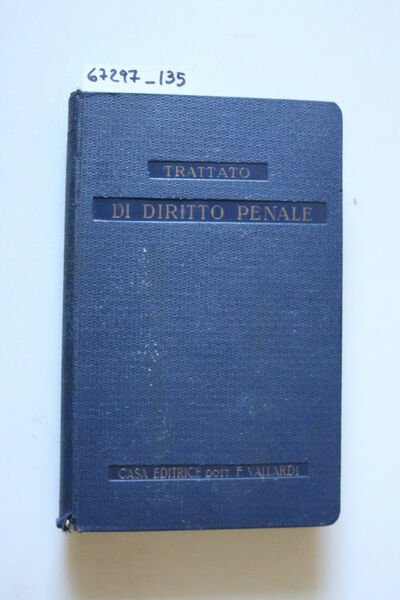 67297_135
TRATTATO
DI DIRITTO PENALE
CASA EDITRICE DOTT F. VALLARDI